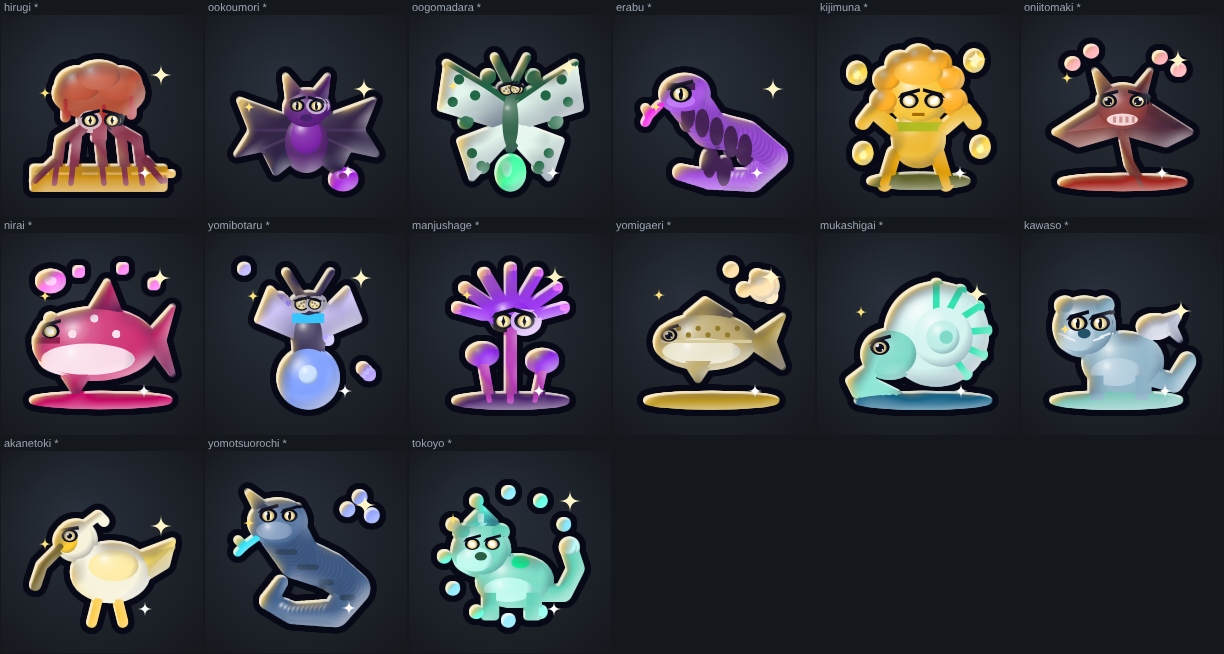 hirugi *
ookoumori *
oogomadara *
erabu *
kijimuna *
oniitomaki *
nirai *
yomibotaru *
manjushage *
yomigaeri *
mukashigai *
kawaso *
akanetoki *
yomotsuorochi *
tokoyo *